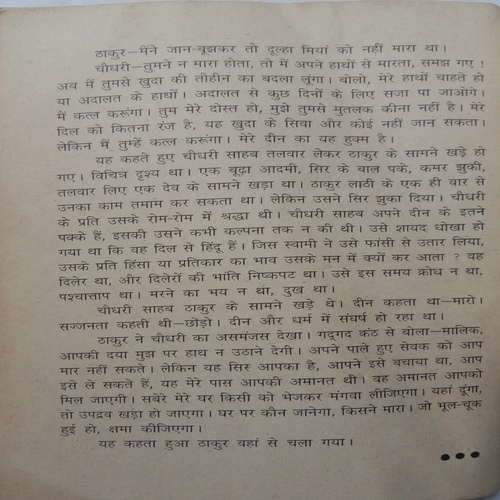 ठाकुर—मैंने जान-बूझकर तो दूल्हा मियां को नहीं मारा था।
चौधरी—तुमने न मारा होता, तो मैं अपने हाथों से मारता, समझ गए !
अब मैं तुमसे खुदा की तौहीन का बदला लूंगा। बोलो, मेरे हाथों चाहते हो
या अदालत के हाथों। अदालत से कुछ दिनों के लिए सजा पा जाओगे।
मैं कत्ल करूंगा। तुम मेरे दोस्त हो, मुझे तुमसे मुतलक कीना नहीं है। मेरे
दिल को कितना रंज है, यह खुदा के सिवा और कोई नहीं जान सकता।
लेकिन मैं तुम्हें कत्ल करूंगा। मेरे दीन का यह हुक्म है।
यह कहते हुए चौधरी साहब तलवार लेकर ठाकुर के सामने खड़े हो
गए। विचित्र दृश्य था। एक बूढ़ा आदमी, सिर के बाल पके, कमर झुकी,
तलवार लिए एक देव के सामने खड़ा था। ठाकुर लाठी के एक ही वार से
उनका काम तमाम कर सकता था। लेकिन उसने सिर झुका दिया। चौधरी
के प्रति उसके रोम-रोम में श्रद्धा थी। चौधरी साहब अपने दीन के इतने
पक्के हैं, इसकी उसने कभी कल्पना तक न की थी। उसे शायद धोखा हो
गया था कि वह दिल से हिंदू हैं। जिस स्वामी ने उसे फांसी से उतार लिया,
उसके प्रति हिंसा या प्रतिकार का भाव उसके मन में क्यों कर आता ? वह
दिलेर था, और दिलेरों की भांति निष्कपट था। उसे इस समय क्रोध न था,
पश्चात्ताप था। मरने का भय न था, दुख था।
चौधरी साहब ठाकुर के सामने खड़े थे। दीन कहता था—मारो।
सज्जनता कहती थी—छोड़ो। दीन और धर्म में संघर्ष हो रहा था।
ठाकुर ने चौधरी का असमंजस देखा। गद्गद कंठ से बोला—मालिक,
आपकी दया मुझ पर हाथ न उठाने देगी। अपने पाले हुए सेवक को आप
मार नहीं सकते। लेकिन यह सिर आपका है, आपने इसे बचाया था, आप
इसे ले सकते हैं, यह मेरे पास आपकी अमानत थी। वह अमानत आपको
मिल जाएगी। सबेरे मेरे घर किसी को भेजकर मंगवा लीजिएगा। यहां दूंगा,
तो उपद्रव खड़ा हो जाएगा। घर पर कौन जानेगा, किसने मारा। जो भूल-चूक
हुई हो, क्षमा कीजिएगा।
यह कहता हुआ ठाकुर वहां से चला गया।